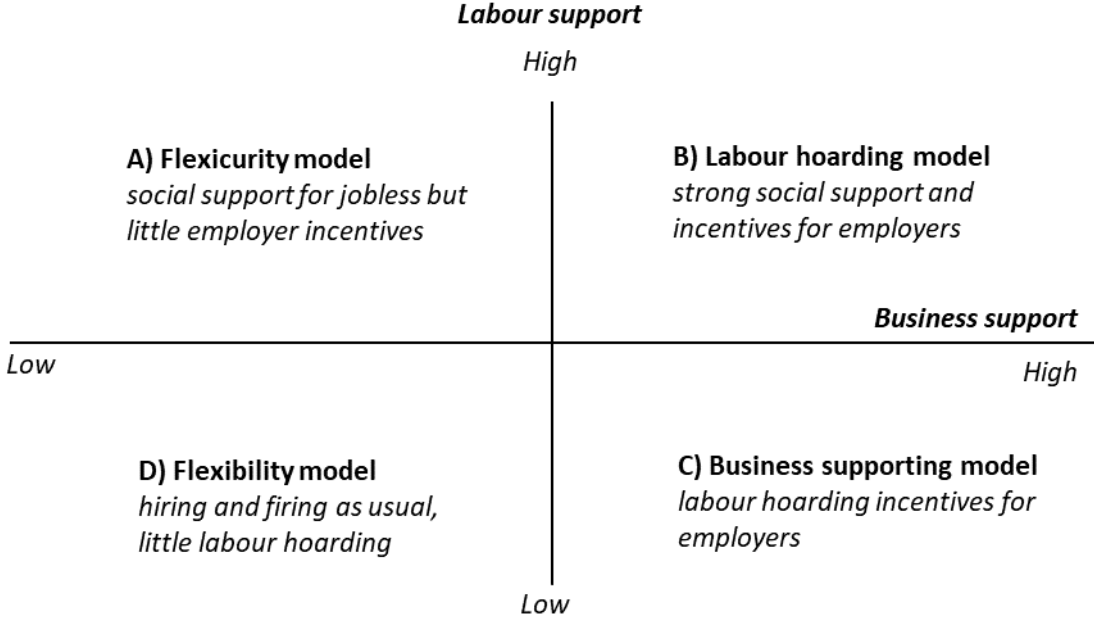 Labour support
High
A) Flexicurity model
social support for jobless but
little employer incentives
B) Labour hoarding model
strong social support and
incentives for employers
Business support
Low
High
D) Flexibility model
hiring and firing as usual,
little labour hoarding
C) Business supporting model
labour hoarding incentives for
employers
Low